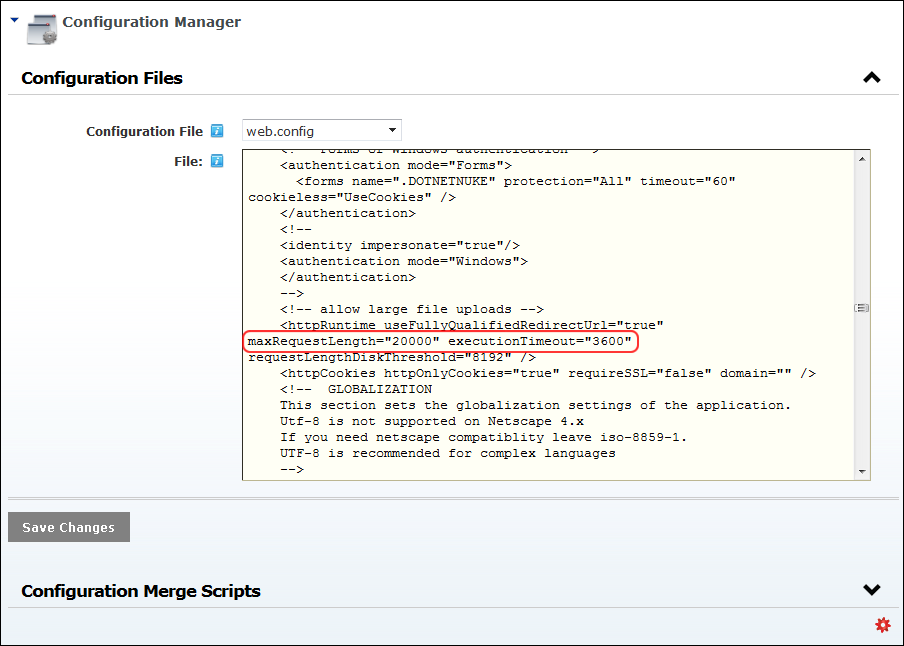 Configuration Manager
Configuration Files
Configuration File
web.config
File:
<!-- Forms or Windows authentication -->
<authentication mode="Forms">
<forms name=".DOTNETNUKE" protection="All" timeout="60"
cookieless="UseCookies" />
</authentication>
<!--
<identity impersonate="true"/>
<authentication mode="Windows">
</authentication>
-->
<!-- allow large file uploads -->
<httpRuntime useFullyQualifiedRedirectUrl="true"
maxRequestLength="20000" executionTimeout="3600"
requestLengthDiskThreshold="8192" />
<httpCookies httpOnlyCookies="true" requireSSL="false" domain="" />
<!-- GLOBALIZATION
This section sets the globalization settings of the application.
Utf-8 is not supported on Netscape 4.x
If you need netscape compatiblity leave iso-8859-1.
UTF-8 is recommended for complex languages
-->
Save Changes
Configuration Merge Scripts